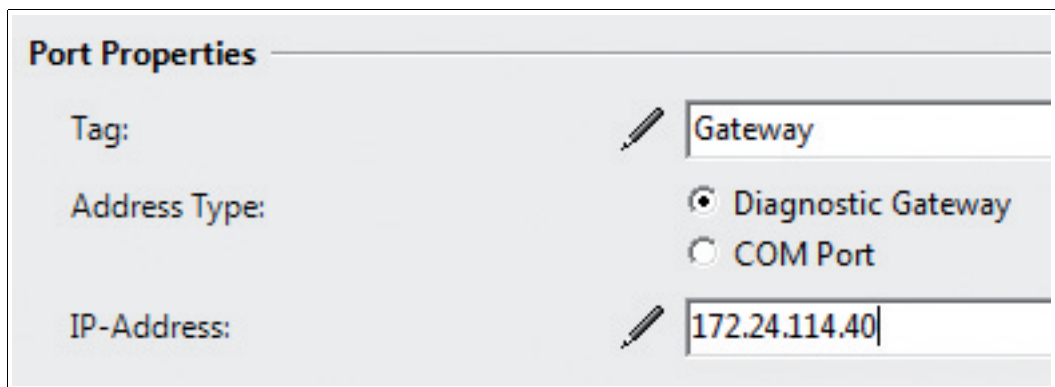 Port Properties
Tag: Gateway
Address Type: Diagnostic Gateway
COM Port
IP-Address: 172.24.114.40